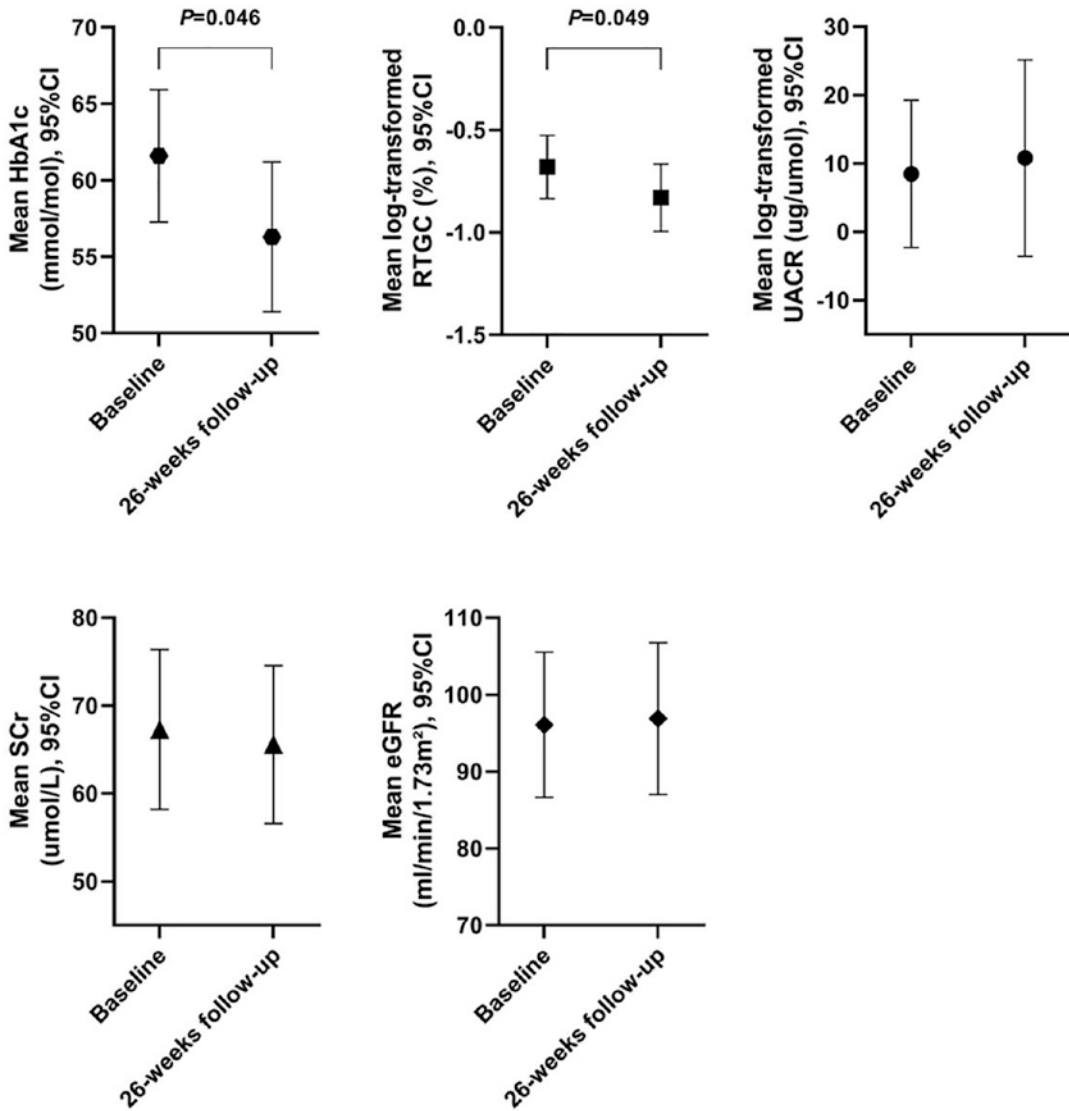 P=0.046
Mean HbA1c
(mmol/mol), 95%CI
70
65
60
55
50
Baseline
26-weeks follow-up
P=0.049
Mean log-transformed
RTGC (%), 95%CI
0.0
-0.5
-1.0
-1.5
Baseline
26-weeks follow-up
Mean log-transformed
UACR (ug/umol), 95%CI
30
20
10
0
-10
Baseline
26-weeks follow-up
Mean SCr
(umol/L), 95%CI
80
70
60
50
Baseline
26-weeks follow-up
Mean eGFR
(ml/min/1.73m²), 95%CI
110
100
90
80
70
Baseline
26-weeks follow-up